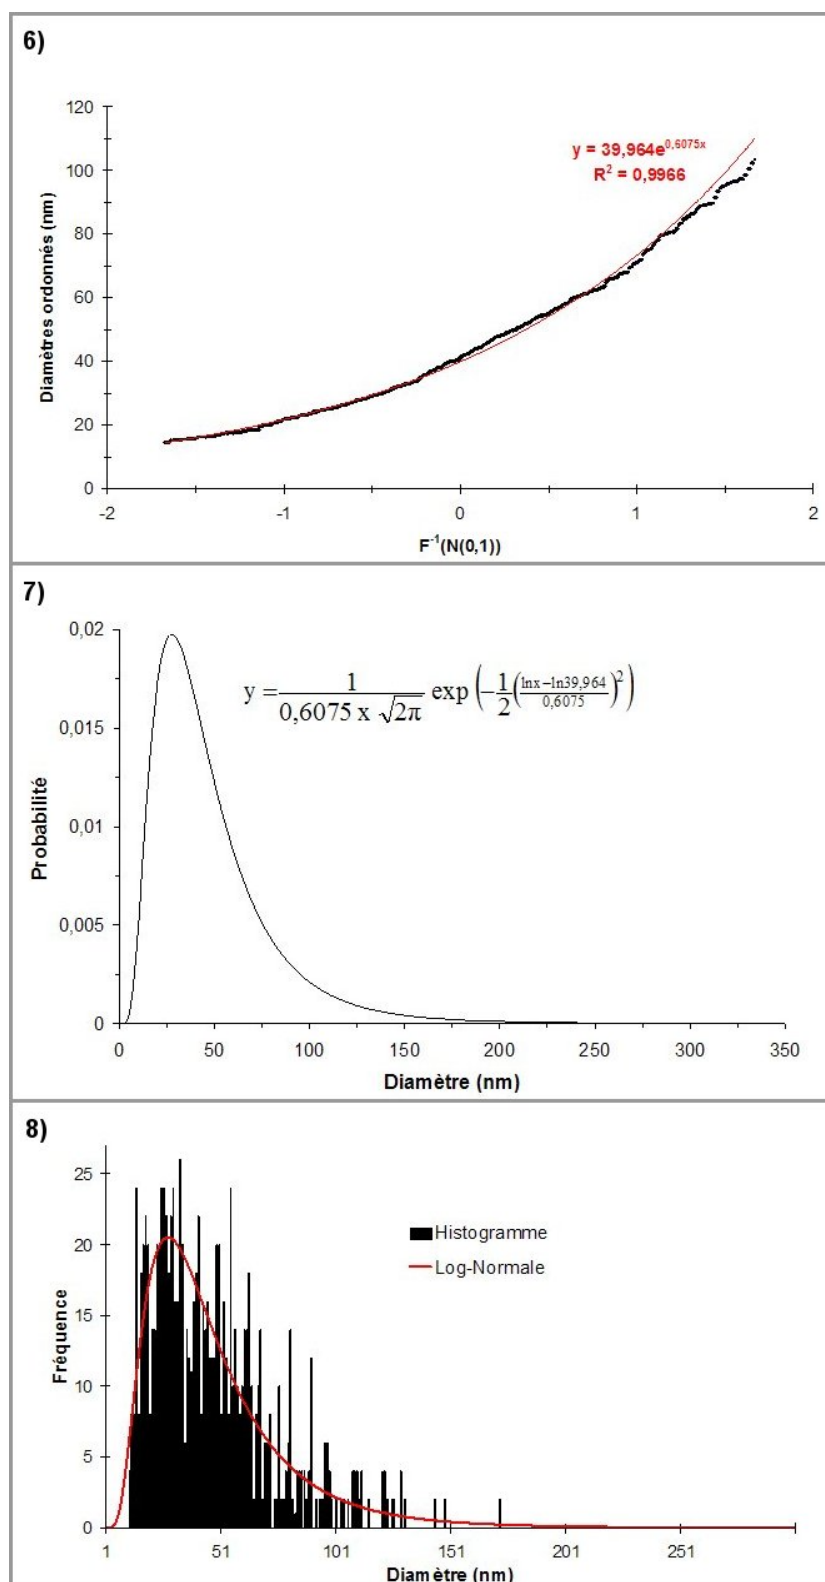 6)
120
100
80
60
40
20
0
y = 39,964e^0,6075x
R² = 0,9966
-2 -1 0 1 2
Diamètres ordonnés (nm)
F⁻¹(N(0,1))
7)
0,02
0,015
0,01
0,005
0
y = 1 / (0,6075 x √2π) exp (-1/2 ((lnx-ln39,964)/0,6075)²)
0 50 100 150 200 250 300 350
Probabilité
Diamètre (nm)
8)
25
20
15
10
5
0
Histogramme
Log-Normale
1 51 101 151 201 251
Fréquence
Diamètre (nm)